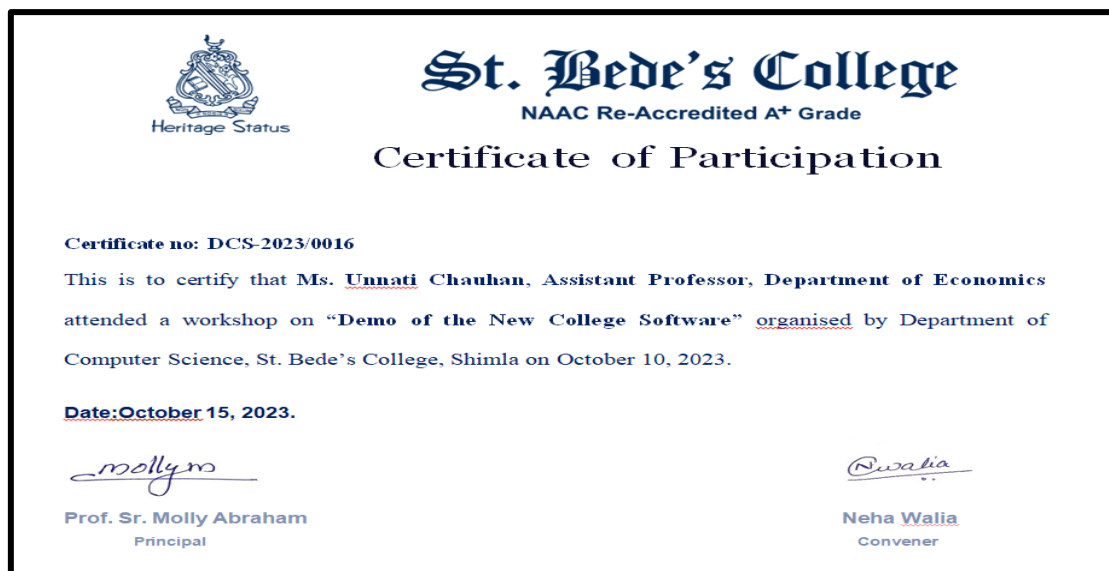 St. Bede's College
NAAC Re-Accredited A+ Grade
Heritage Status
Certificate of Participation
Certificate no: DCS-2023/0016
This is to certify that Ms. Unnati Chauhan, Assistant Professor, Department of Economics
attended a workshop on “Demo of the New College Software” organised by Department of
Computer Science, St. Bede’s College, Shimla on October 10, 2023.
Date:October 15, 2023.
mollym
Nwalia
Prof. Sr. Molly Abraham
Neha Walia
Principal
Convener